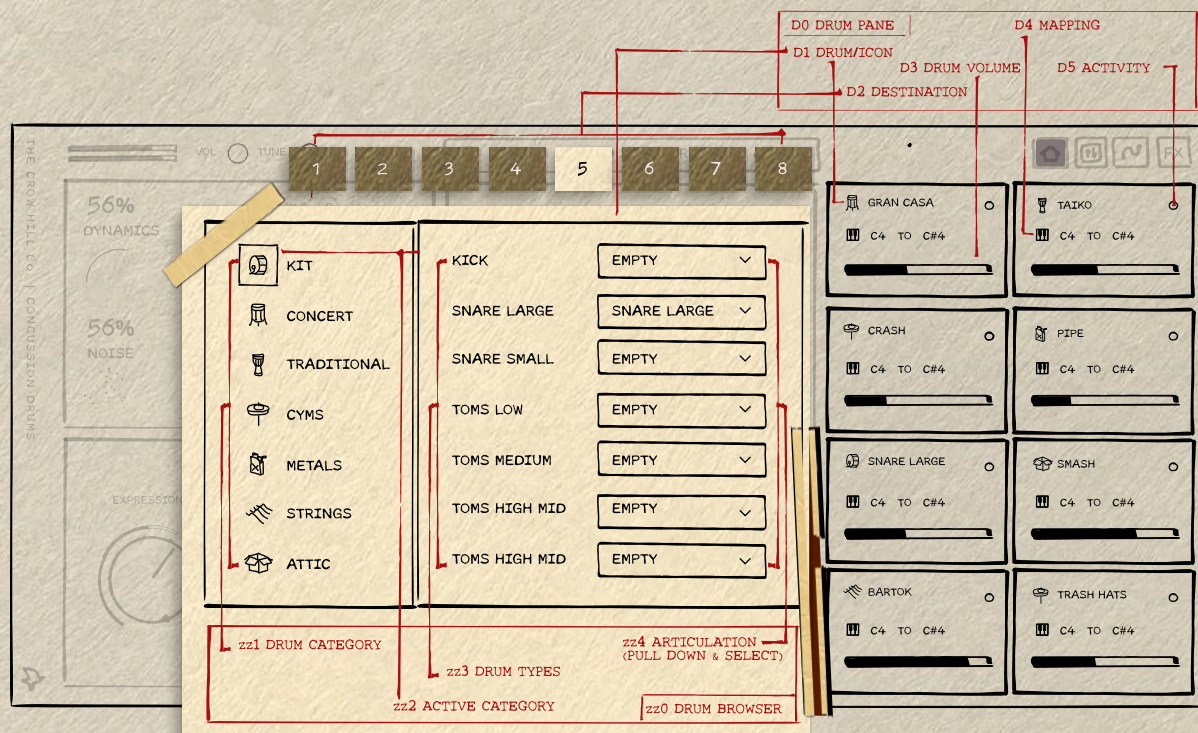 D0 DRUM PANE
D4 MAPPING
D1 DRUM/ICON
D3 DRUM VOLUME
D5 ACTIVITY
D2 DESTINATION
VOL
TUNE
FX
1 2 3 4 5 6 7 8
THE CROW HILL CO | CONCUSSION DRUMS
56%
DYNAMICS
56%
NOISE
EXPRESSION
KIT
CONCERT
TRADITIONAL
CYMS
METALS
STRINGS
ATTIC
KICK EMPTY
SNARE LARGE SNARE LARGE
SNARE SMALL EMPTY
TOMS LOW EMPTY
TOMS MEDIUM EMPTY
TOMS HIGH MID EMPTY
TOMS HIGH MID EMPTY
zz1 DRUM CATEGORY
zz4 ARTICULATION
(PULL DOWN & SELECT)
zz3 DRUM TYPES
zz2 ACTIVE CATEGORY
zz0 DRUM BROWSER
GRAN CASA
C4 TO C#4
TAIKO
C4 TO C#4
CRASH
C4 TO C#4
PIPE
C4 TO C#4
SNARE LARGE
C4 TO C#4
SMASH
C4 TO C#4
BARTOK
C4 TO C#4
TRASH HATS
C4 TO C#4